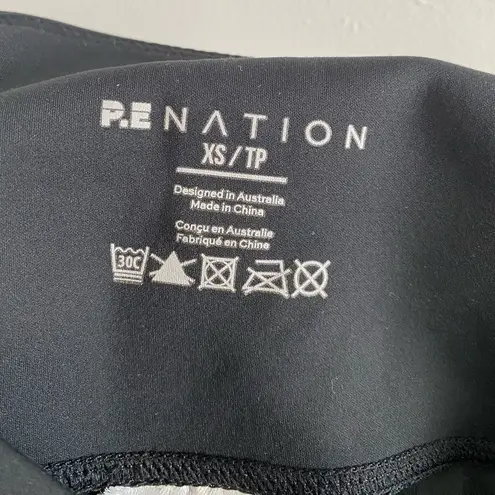 P.E NATION
XS/TP
Designed in Australia
Made in China
Conçu en Australie
Fabriqué en Chine
30C